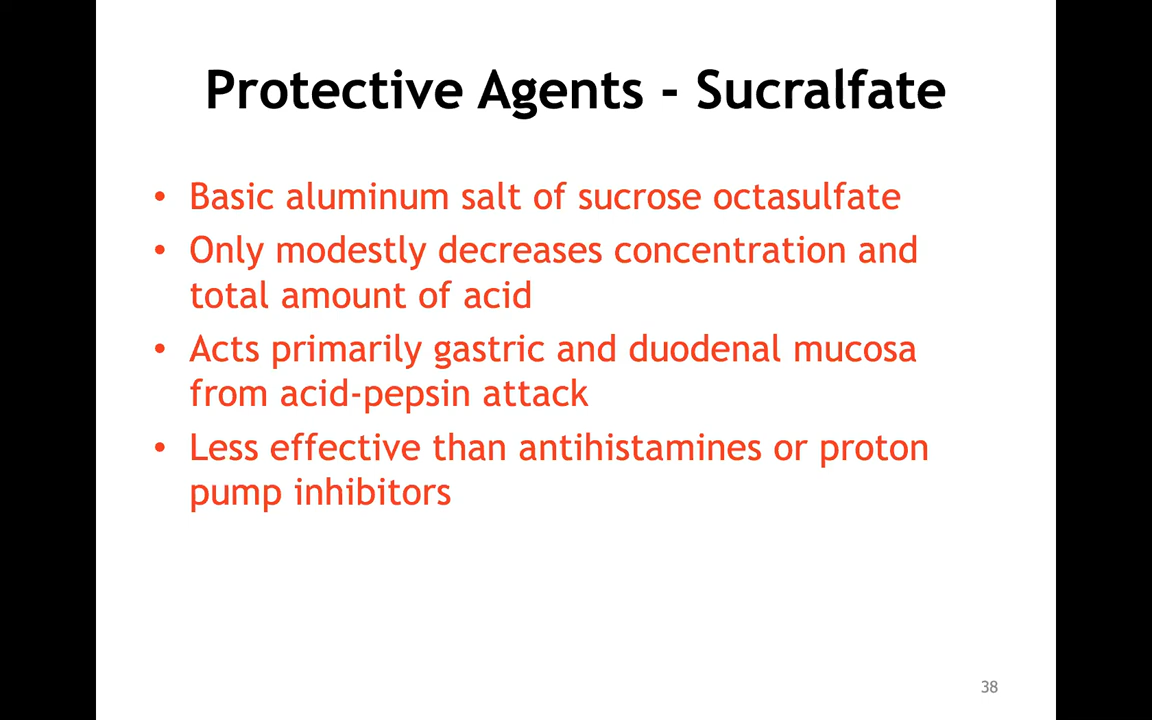 Protective Agents - Sucralfate
• Basic aluminum salt of sucrose octasulfate
• Only modestly decreases concentration and
total amount of acid
• Acts primarily gastric and duodenal mucosa
from acid-pepsin attack
• Less effective than antihistamines or proton
pump inhibitors
38